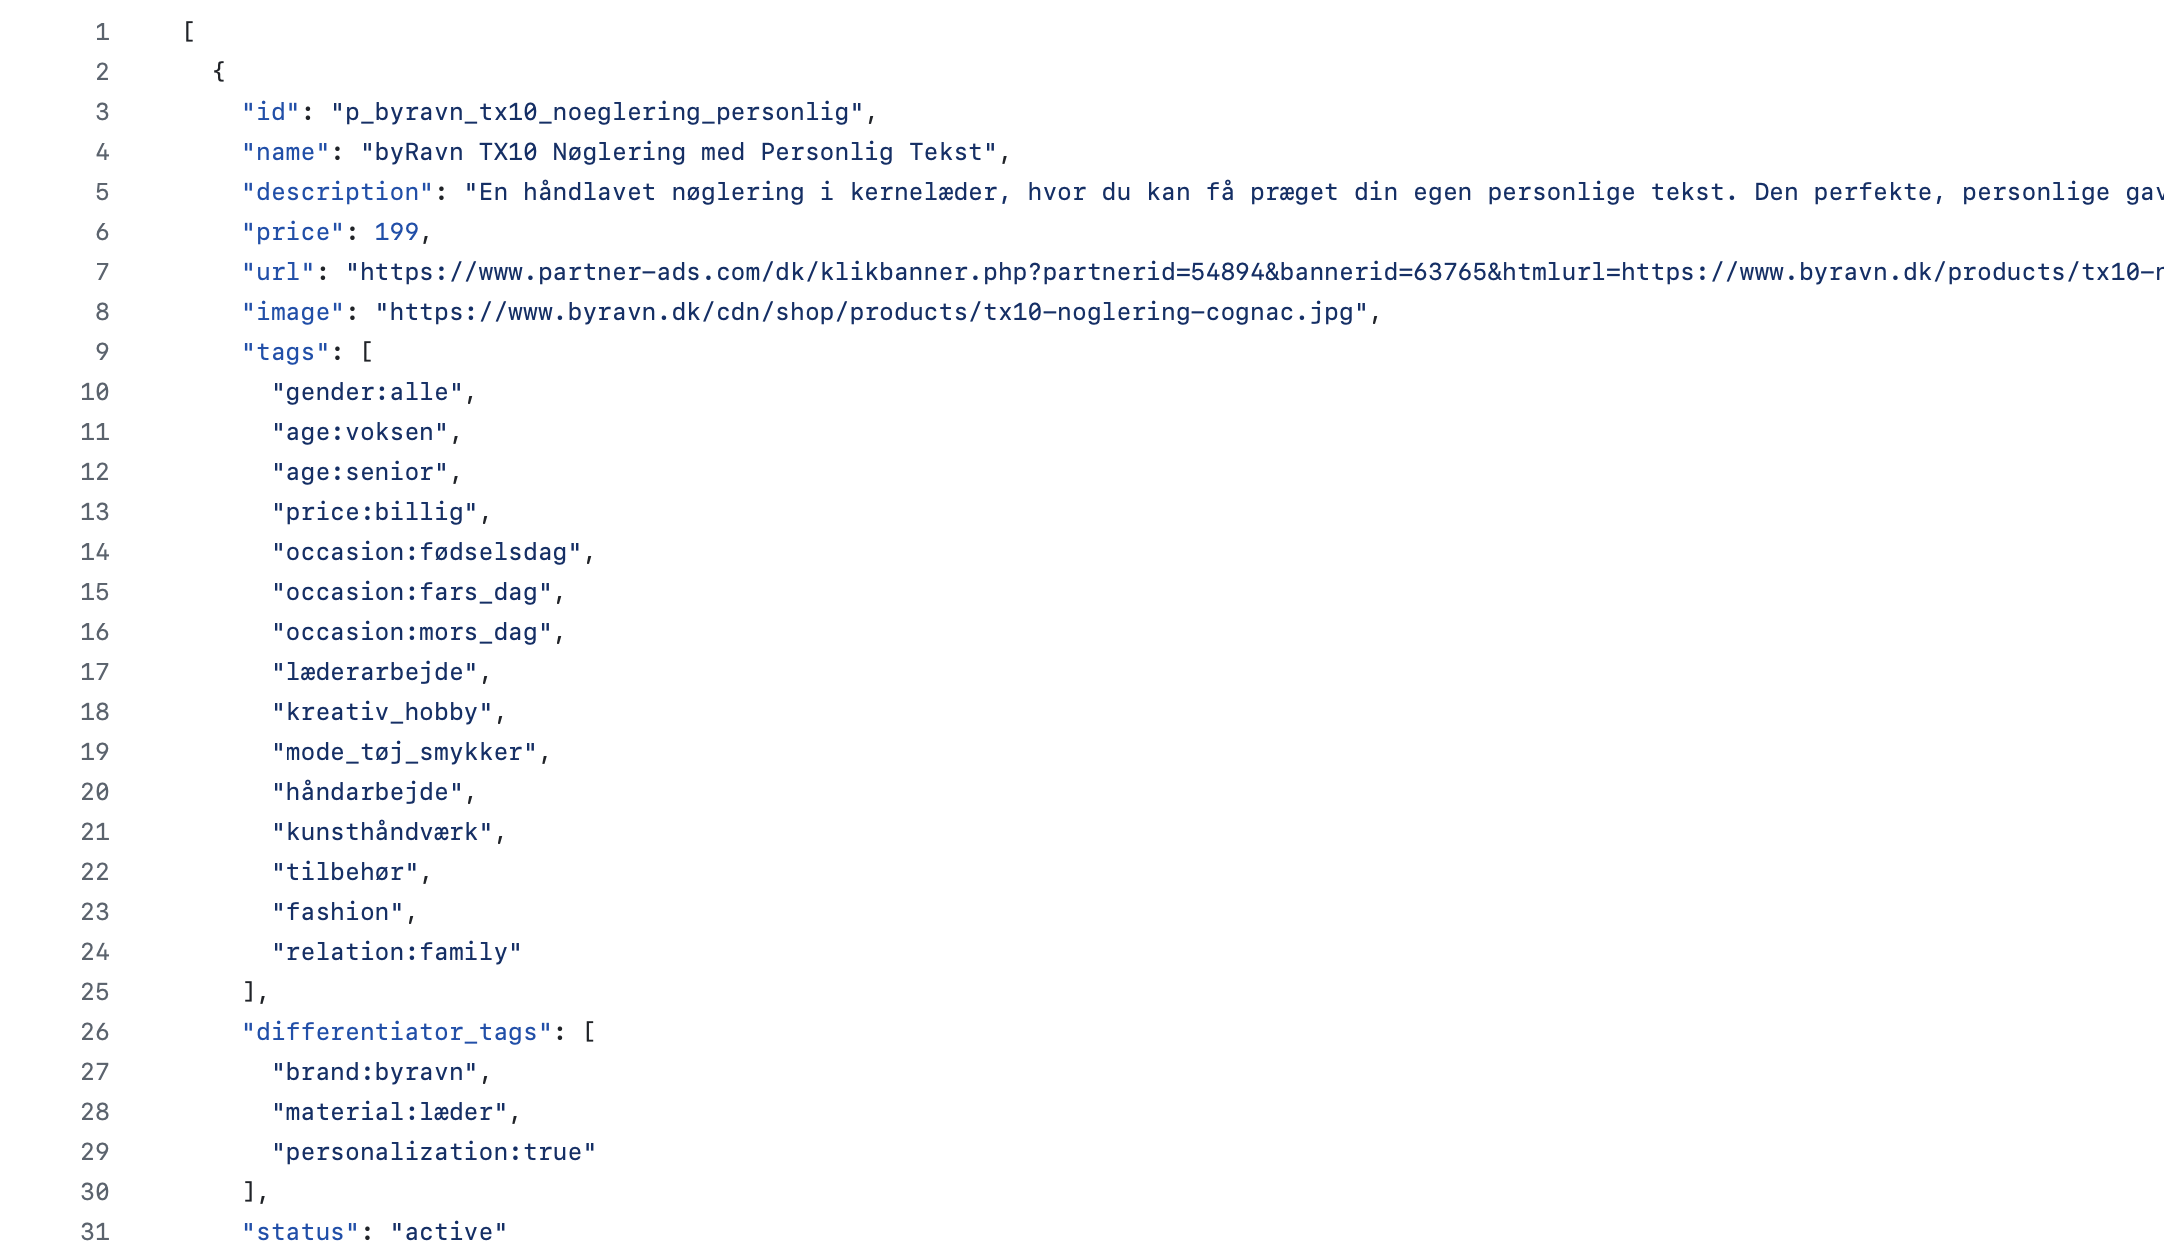 1 [
2 {
3 "id": "p_byravn_tx10_noeglering_personlig",
4 "name": "byRavn TX10 Nøglering med Personlig Tekst",
5 "description": "En håndlavet nøglering i kernelæder, hvor du kan få præget din egen personlige tekst. Den perfekte, personlige gav
6 "price": 199,
7 "url": "https://www.partner-ads.com/dk/klikbanner.php?partnerid=54894&bannerid=63765&htmlurl=https://www.byravn.dk/products/tx10-n
8 "image": "https://www.byravn.dk/cdn/shop/products/tx10-noglering-cognac.jpg",
9 "tags": [
10 "gender:alle",
11 "age:voksen",
12 "age:senior",
13 "price:billig",
14 "occasion:fødselsdag",
15 "occasion:fars_dag",
16 "occasion:mors_dag",
17 "læderarbejde",
18 "kreativ_hobby",
19 "mode_tøj_smykker",
20 "håndarbejde",
21 "kunsthåndværk",
22 "tilbehør",
23 "fashion",
24 "relation:family"
25 ],
26 "differentiator_tags": [
27 "brand:byravn",
28 "material:læder",
29 "personalization:true"
30 ],
31 "status": "active"